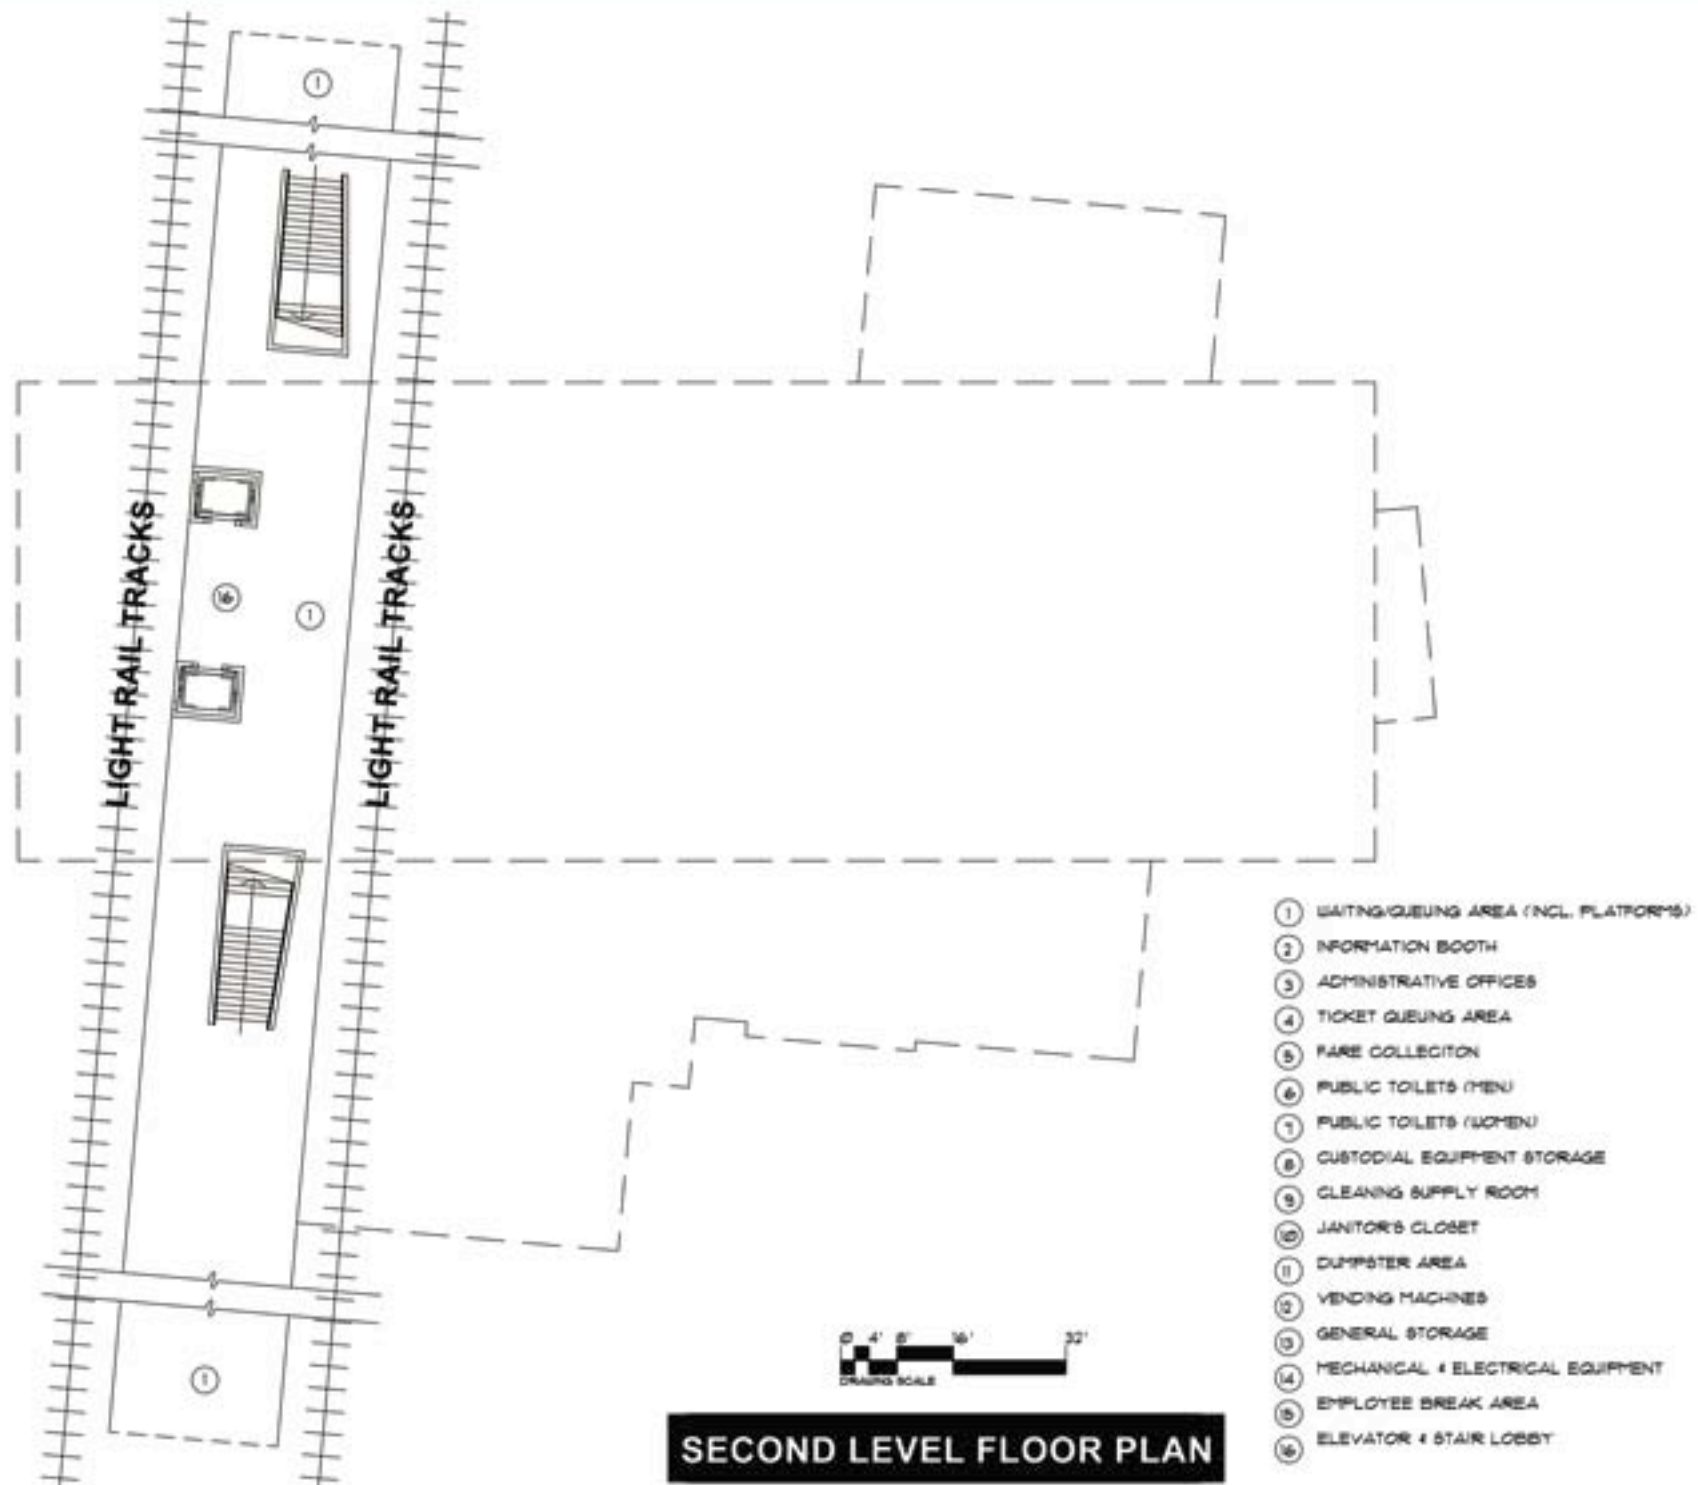 1
LIGHT RAIL TRACKS
LIGHT RAIL TRACKS
16
1
1 WAITING/QUEUING AREA (INCL. PLATFORMS)
2 INFORMATION BOOTH
3 ADMINISTRATIVE OFFICES
4 TICKET QUEUING AREA
5 FARE COLLECITON
6 PUBLIC TOILETS (MEN)
7 PUBLIC TOILETS (WOMEN)
8 CUSTODIAL EQUIPMENT STORAGE
9 CLEANING SUPPLY ROOM
10 JANITOR'S CLOSET
11 DUMPSTER AREA
12 VENDING MACHINES
13 GENERAL STORAGE
14 MECHANICAL & ELECTRICAL EQUIPMENT
15 EMPLOYEE BREAK AREA
16 ELEVATOR & STAIR LOBBY
0 4' 8' 16' 32'
DRAWING SCALE
1
SECOND LEVEL FLOOR PLAN